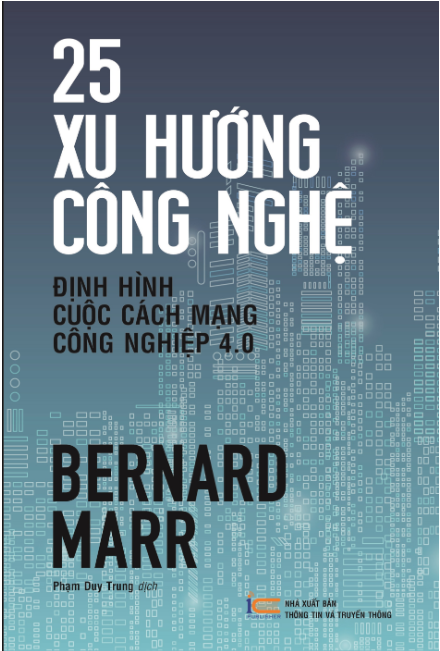 25
XU HƯỚNG
CÔNG NGHỆ
ĐỊNH HÌNH
CUỘC CÁCH MẠNG
CÔNG NGHIỆP 4.0
BERNARD
MARR
Phạm Duy Trung dịch
NHÀ XUẤT BẢN
THÔNG TIN VÀ TRUYỀN THÔNG